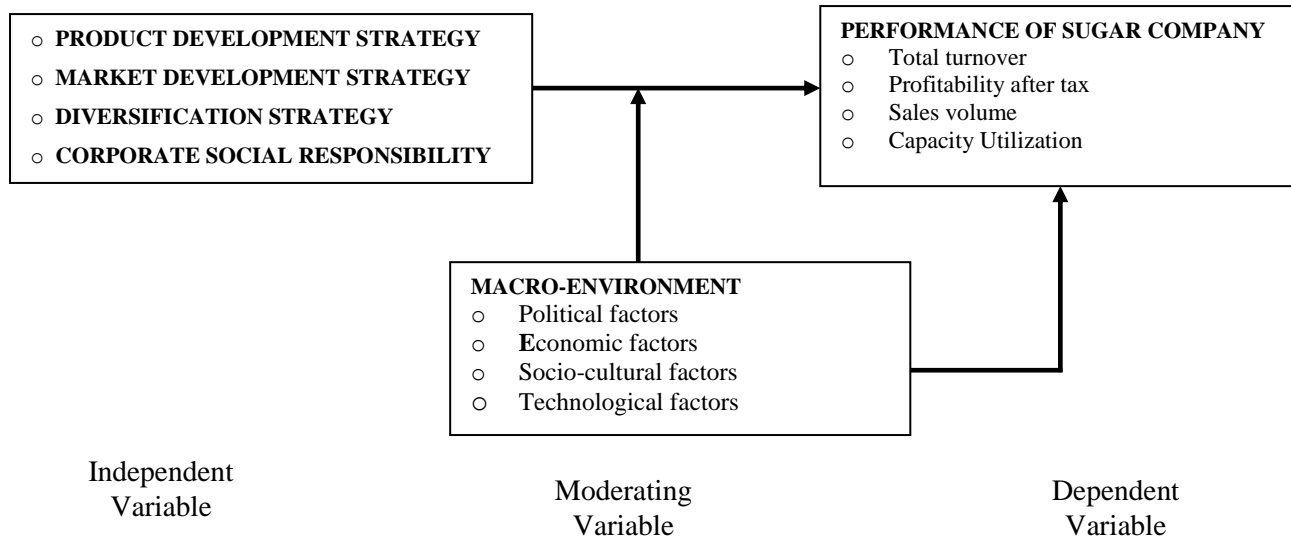 o PRODUCT DEVELOPMENT STRATEGY
o MARKET DEVELOPMENT STRATEGY
o DIVERSIFICATION STRATEGY
o CORPORATE SOCIAL RESPONSIBILITY
PERFORMANCE OF SUGAR COMPANY
o Total turnover
o Profitability after tax
o Sales volume
o Capacity Utilization
MACRO-ENVIRONMENT
o Political factors
o Economic factors
o Socio-cultural factors
o Technological factors
Independent
Variable
Moderating
Variable
Dependent
Variable